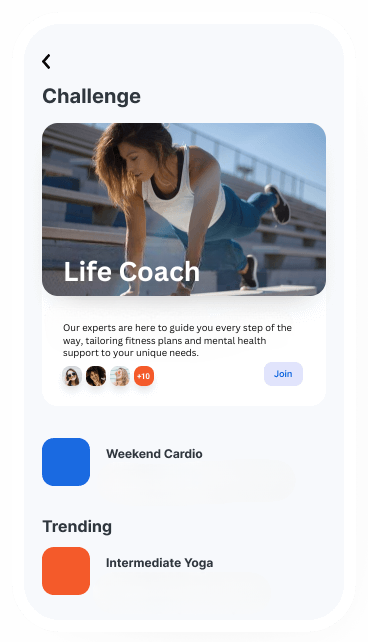 Challenge
Life Coach
Our experts are here to guide you every step of the
way, tailoring fitness plans and mental health
support to your unique needs.
+10
Join
Weekend Cardio
Trending
Intermediate Yoga